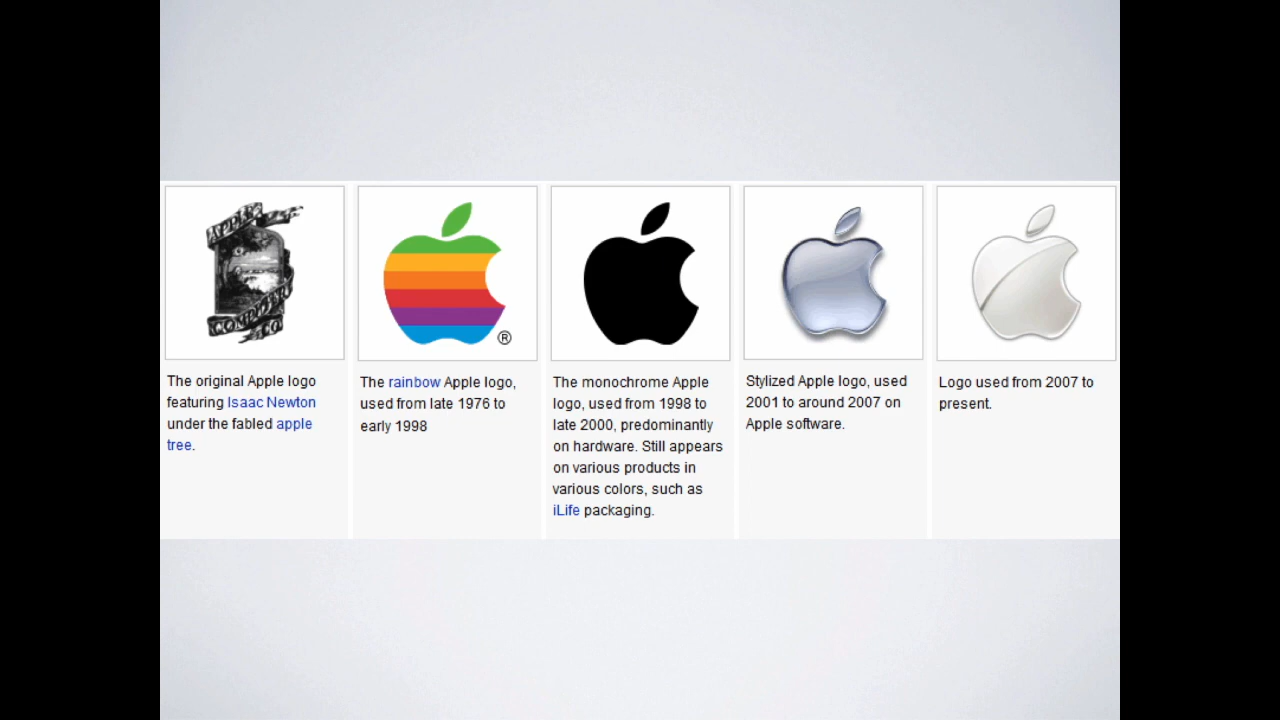 APPLE
COMPUTER
CO
®
The original Apple logo
featuring Isaac Newton
under the fabled apple
tree.
The rainbow Apple logo,
used from late 1976 to
early 1998
The monochrome Apple
logo, used from 1998 to
late 2000, predominantly
on hardware. Still appears
on various products in
various colors, such as
iLife packaging.
Stylized Apple logo, used
2001 to around 2007 on
Apple software.
Logo used from 2007 to
present.